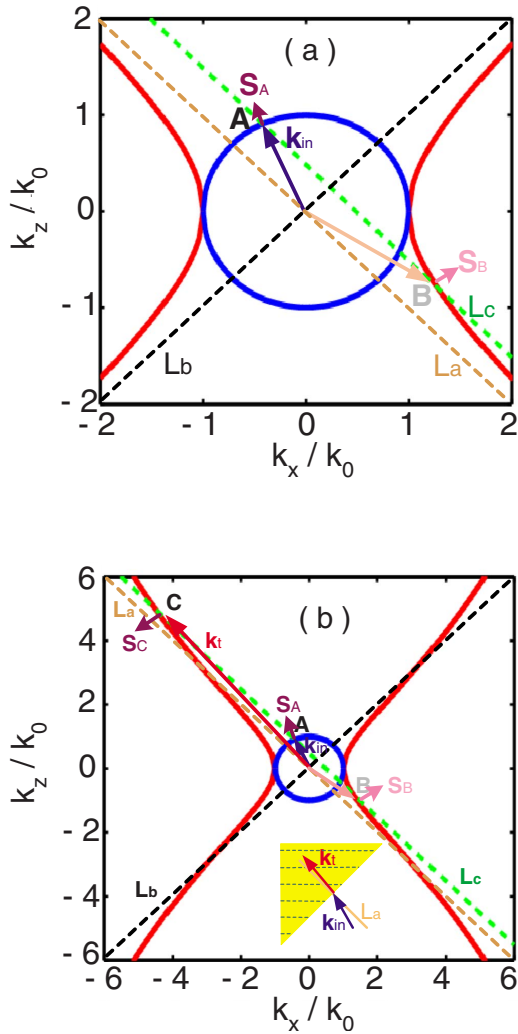 2
( a )
S_A
1
A
k_in
k_z / k_0
0
S_B
B
-1
L_c
L_b
L_a
-2
-2 -1 0 1 2
k_x / k_0
6
L_a
C
( b )
4
S_C
k_t
2
S_A
A
k_in
k_z / k_0
0
B
S_B
-2
k_t
-4
L_b
L_c
k_in
L_a
-6
-6 -4 -2 0 2 4 6
k_x / k_0